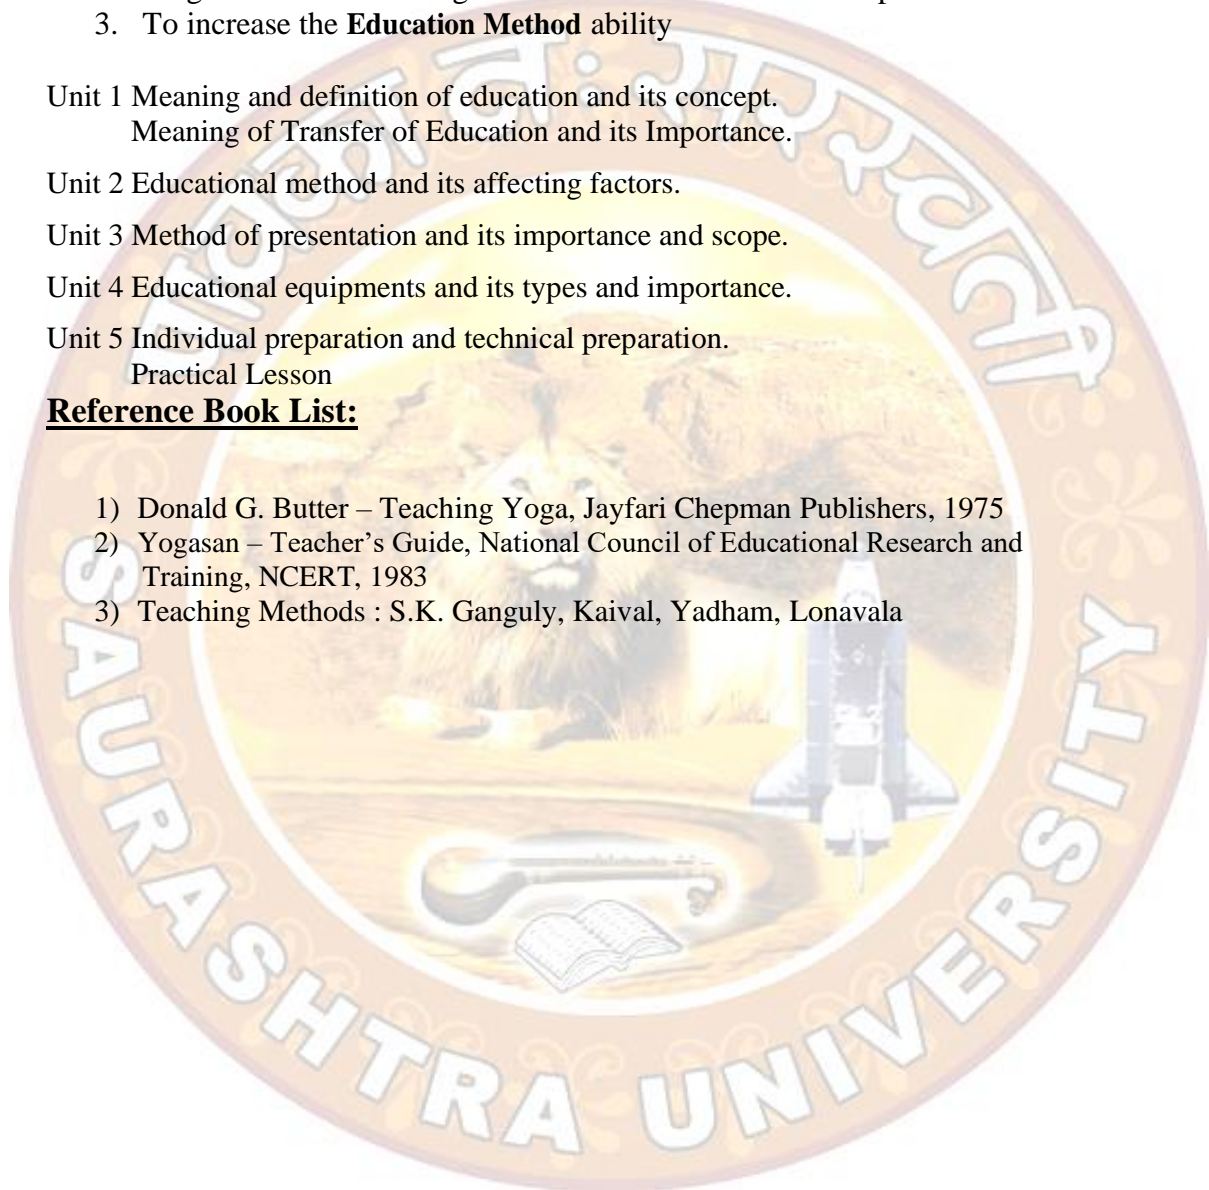 3. To increase the Education Method ability
Unit 1 Meaning and definition of education and its concept.
Meaning of Transfer of Education and its Importance.
Unit 2 Educational method and its affecting factors.
Unit 3 Method of presentation and its importance and scope.
Unit 4 Educational equipments and its types and importance.
Unit 5 Individual preparation and technical preparation.
Practical Lesson
Reference Book List:
1) Donald G. Butter – Teaching Yoga, Jayfari Chepman Publishers, 1975
2) Yogasan – Teacher's Guide, National Council of Educational Research and
Training, NCERT, 1983
3) Teaching Methods : S.K. Ganguly, Kaival, Yadham, Lonavala
पावका नः सरस्वती
SAURASHTRA UNIVERSITY